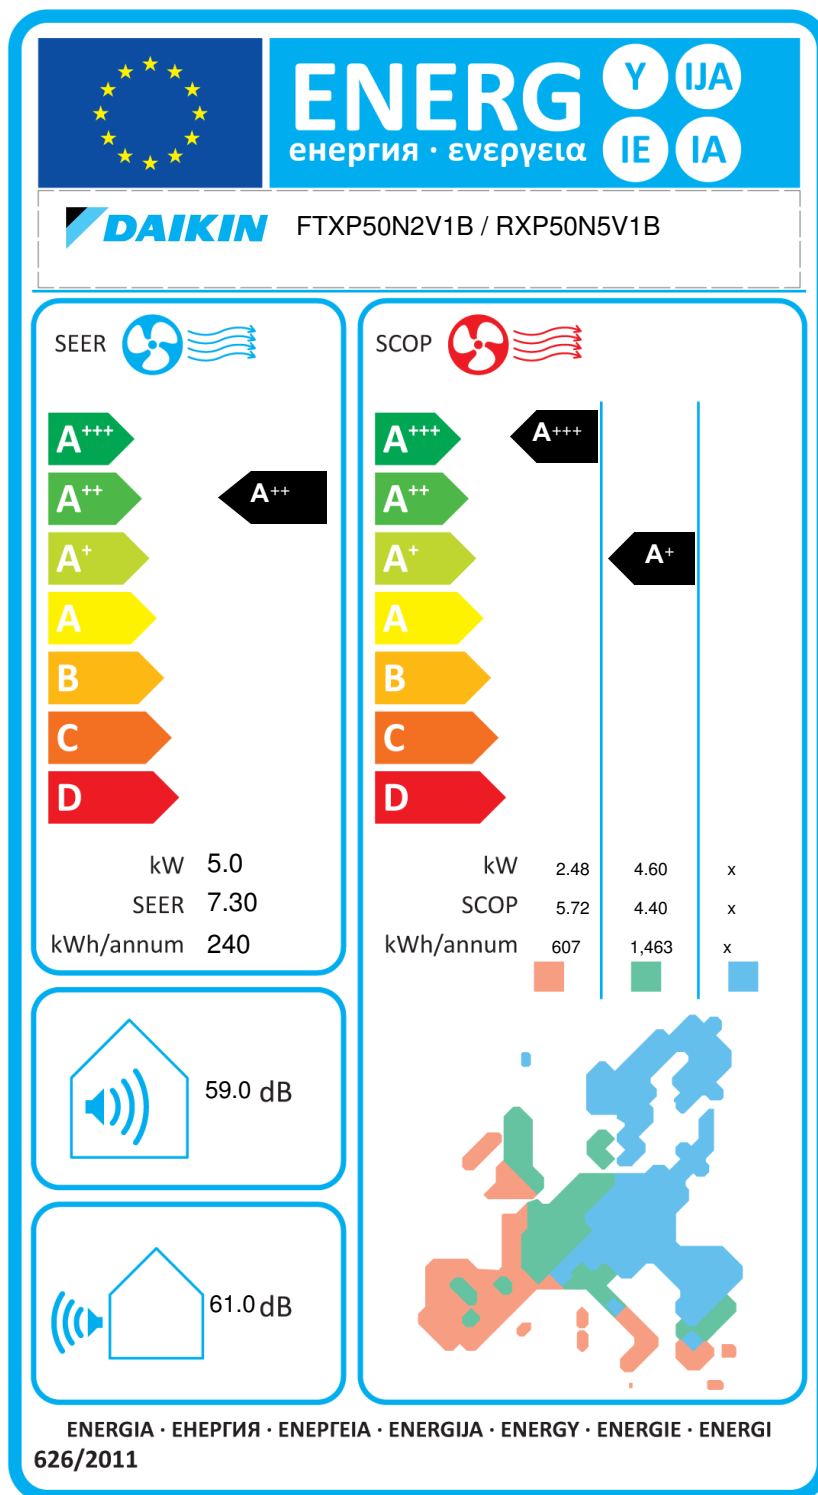 ENERG
енергия · ενεργεια
Y IJA
IE IA
DAIKIN FTXP50N2V1B / RXP50N5V1B
SEER
A+++
A++ A++
A+
A
B
C
D
kW 5.0
SEER 7.30
kWh/annum 240
SCOP
A+++ A+++
A++
A+ A+
A
B
C
D
kW 2.48 4.60 x
SCOP 5.72 4.40 x
kWh/annum 607 1,463 x
59.0 dB
61.0 dB
ENERGIA · ЕНЕРГИЯ · ΕΝΕΡΓΕΙΑ · ENERGIJA · ENERGY · ENERGIE · ENERGI
626/2011